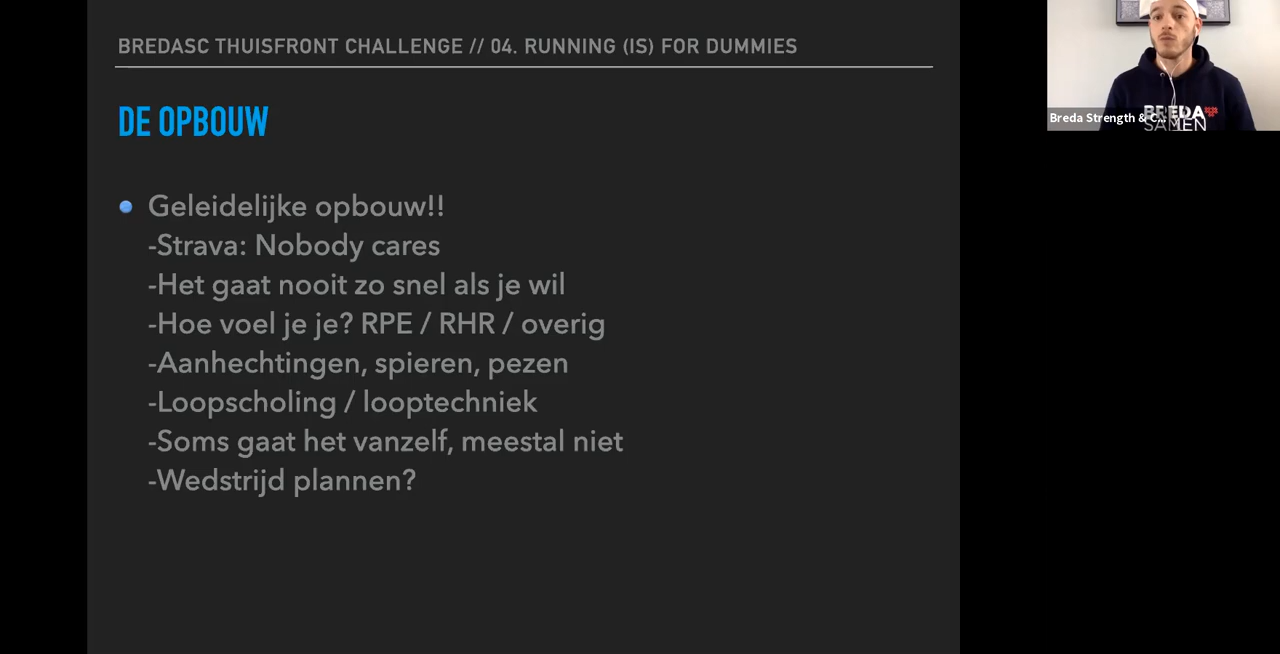 BREDASC THUISFRONT CHALLENGE // 04. RUNNING (IS) FOR DUMMIES
DE OPBOUW
Geleidelijke opbouw!!
-Strava: Nobody cares
-Het gaat nooit zo snel als je wil
-Hoe voel je je? RPE / RHR / overig
-Aanhechtingen, spieren, pezen
-Loopscholing / looptechniek
-Soms gaat het vanzelf, meestal niet
-Wedstrijd plannen?
BREDA
SAMEN
Breda Strength & C...